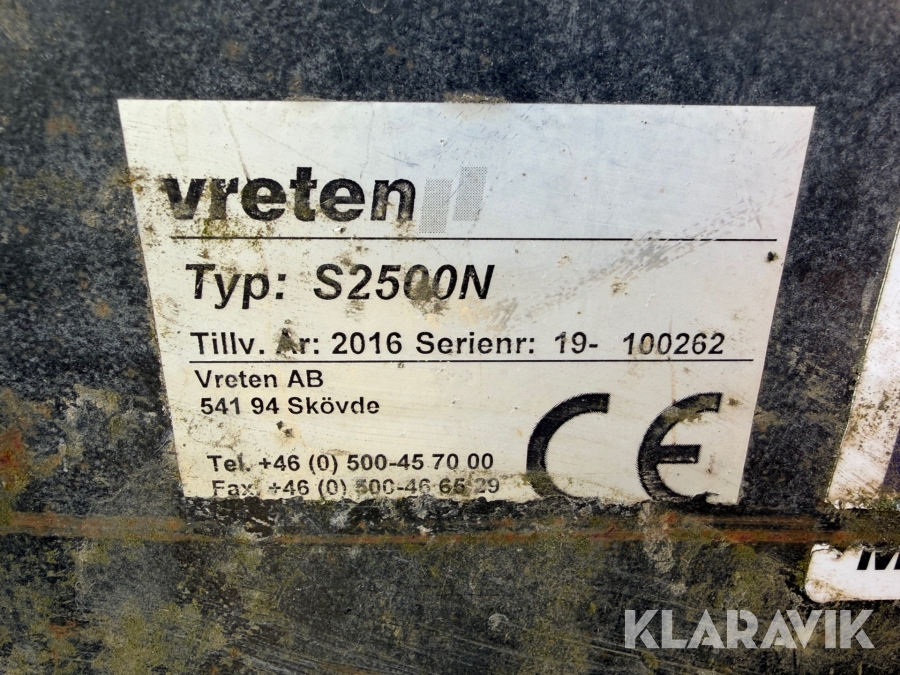 vreten
Typ: S2500N
Tillv. År: 2016 Serienr: 19- 100262
Vreten AB
541 94 Skövde
Tel. +46 (0) 500-45 70 00
Fax. +46 (0) 500-46 65 29
CE
M
KLARAVIK